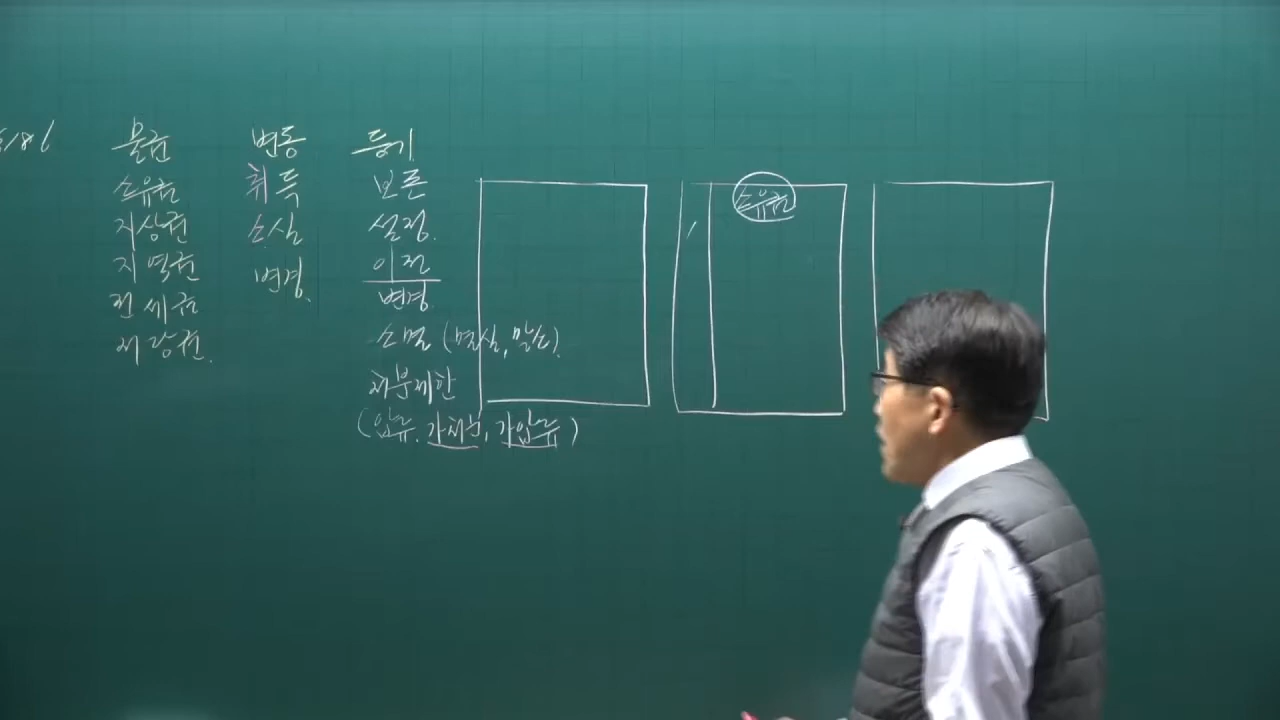 186
물권 변동 등기
소유권 취득 보존
지상권 소실 설정.
지역권 변경. 이전
전세권 변경.
저당권. 소멸 (멸실, 말소).
처분제한
(압류, 가처분, 가압류)
소유권